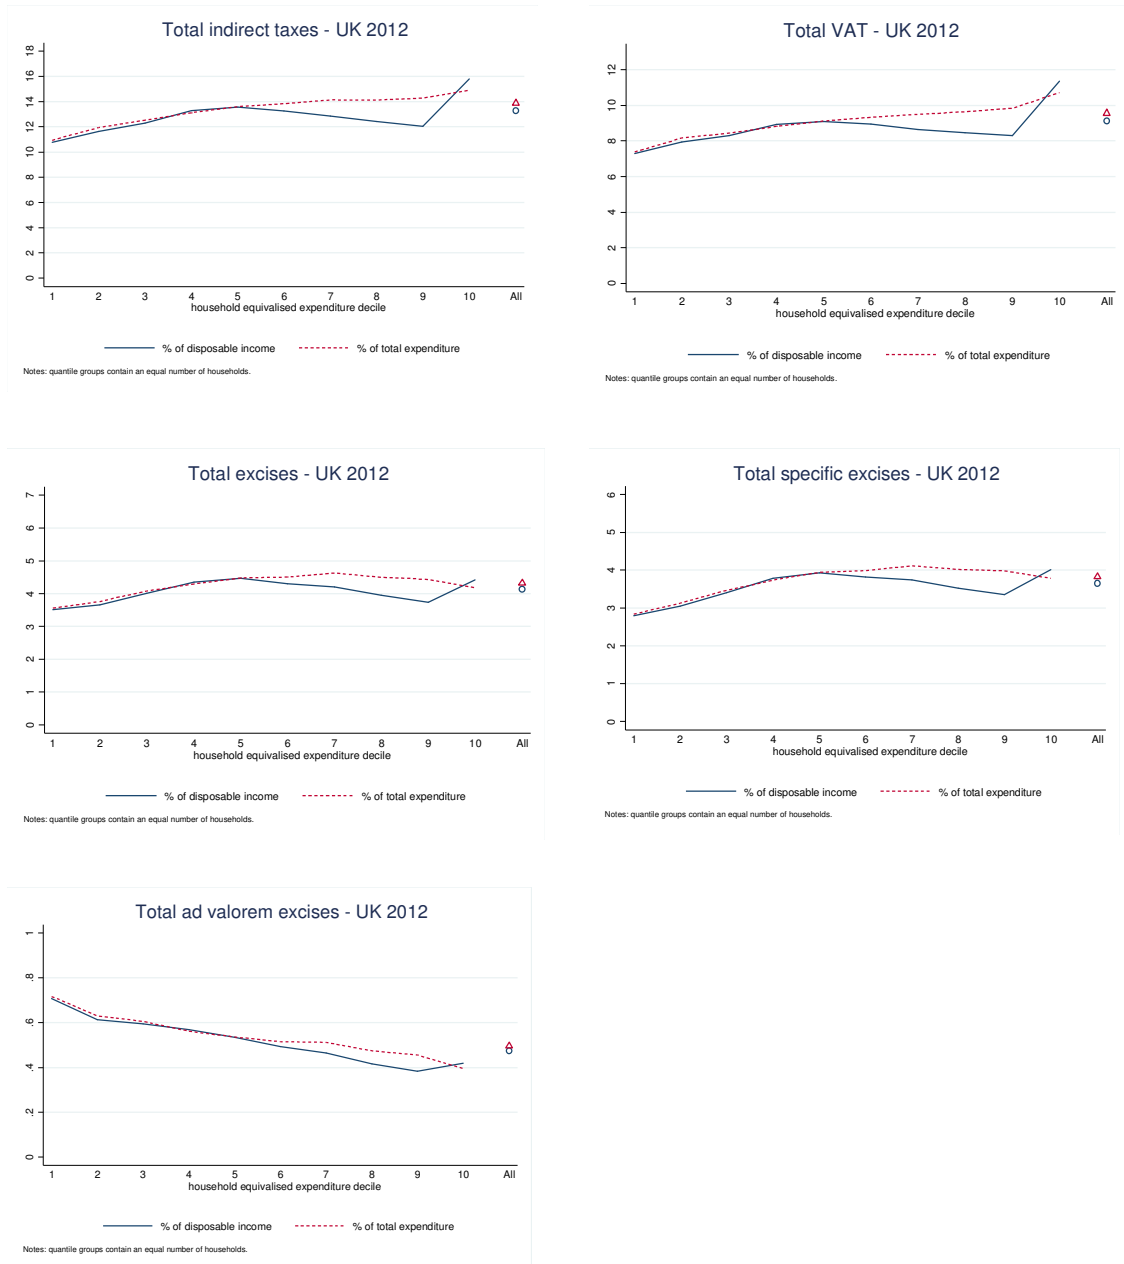 Total indirect taxes - UK 2012
18
16
14
12
10
8
6
4
2
0
1 2 3 4 5 6 7 8 9 10 All
household equivalised expenditure decile
% of disposable income % of total expenditure
Notes: quantile groups contain an equal number of households.
Total VAT - UK 2012
12
10
8
6
4
2
0
1 2 3 4 5 6 7 8 9 10 All
household equivalised expenditure decile
% of disposable income % of total expenditure
Notes: quantile groups contain an equal number of households.
Total excises - UK 2012
7
6
5
4
3
2
1
0
1 2 3 4 5 6 7 8 9 10 All
household equivalised expenditure decile
% of disposable income % of total expenditure
Notes: quantile groups contain an equal number of households.
Total specific excises - UK 2012
6
5
4
3
2
1
0
1 2 3 4 5 6 7 8 9 10 All
household equivalised expenditure decile
% of disposable income % of total expenditure
Notes: quantile groups contain an equal number of households.
Total ad valorem excises - UK 2012
1
.8
.6
.4
.2
0
1 2 3 4 5 6 7 8 9 10 All
household equivalised expenditure decile
% of disposable income % of total expenditure
Notes: quantile groups contain an equal number of households.